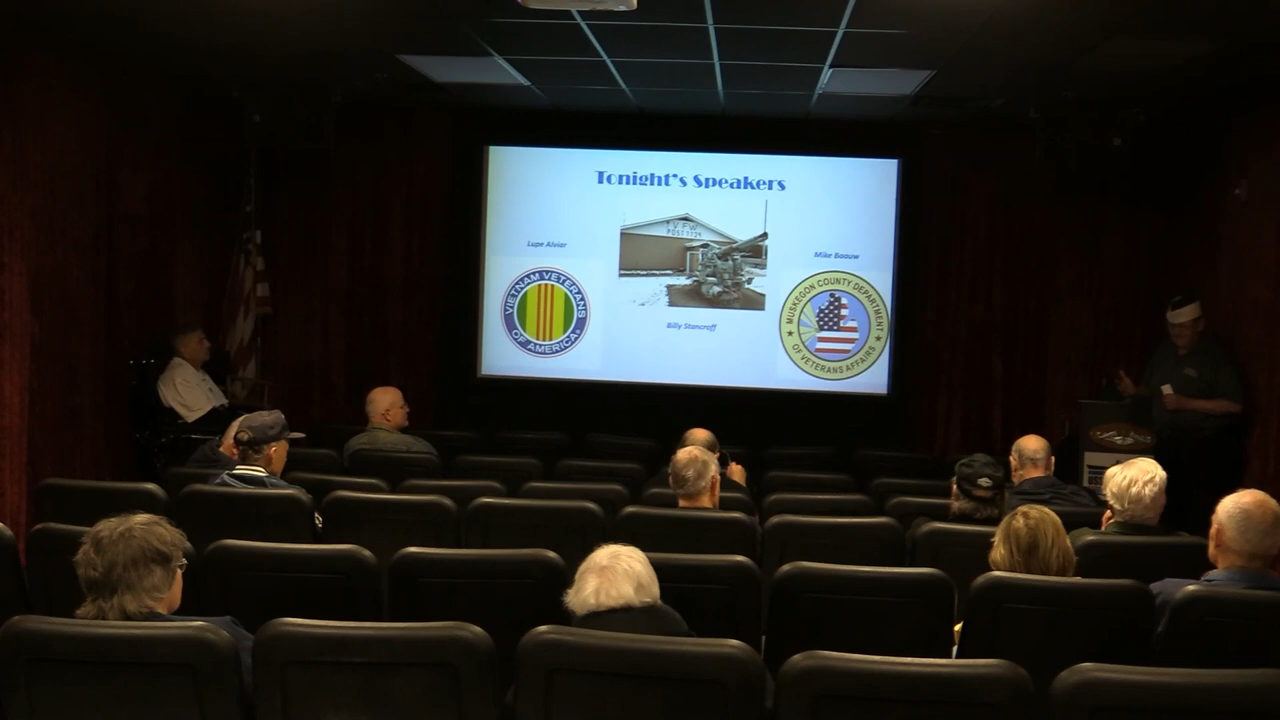 Tonight's Speakers
Lupe Alviar
Mike Baauw
VFW
VIETNAM VETERANS
OF AMERICA
MUSKEGON COUNTY DEPARTMENT
OF VETERANS AFFAIRS
Billy Stancroff